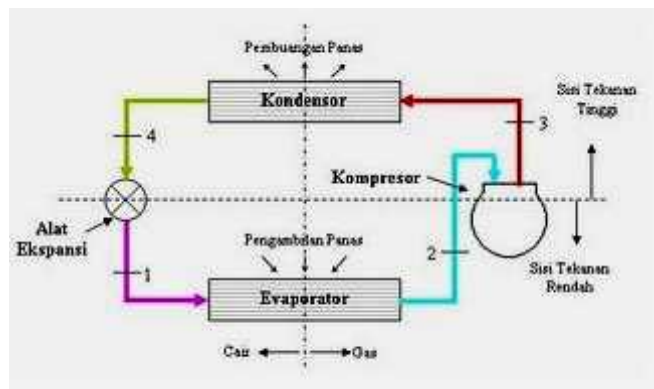 Pembuangan Panas
Kondensor
Sisi Tekanan
Tinggi
4
3
Kompresor
Alat
Ekspansi
Pengambilan Panas
2
1
Sisi Tekanan
Rendah
Evaporator
Cair
Gas